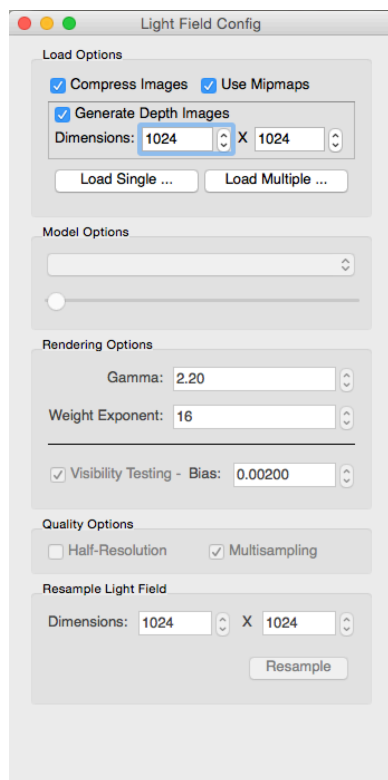 Light Field Config
Load Options
Compress Images Use Mipmaps
Generate Depth Images
Dimensions: 1024 X 1024
Load Single ... Load Multiple ...
Model Options
Rendering Options
Gamma: 2.20
Weight Exponent: 16
Visibility Testing - Bias: 0.00200
Quality Options
Half-Resolution Multisampling
Resample Light Field
Dimensions: 1024 X 1024
Resample